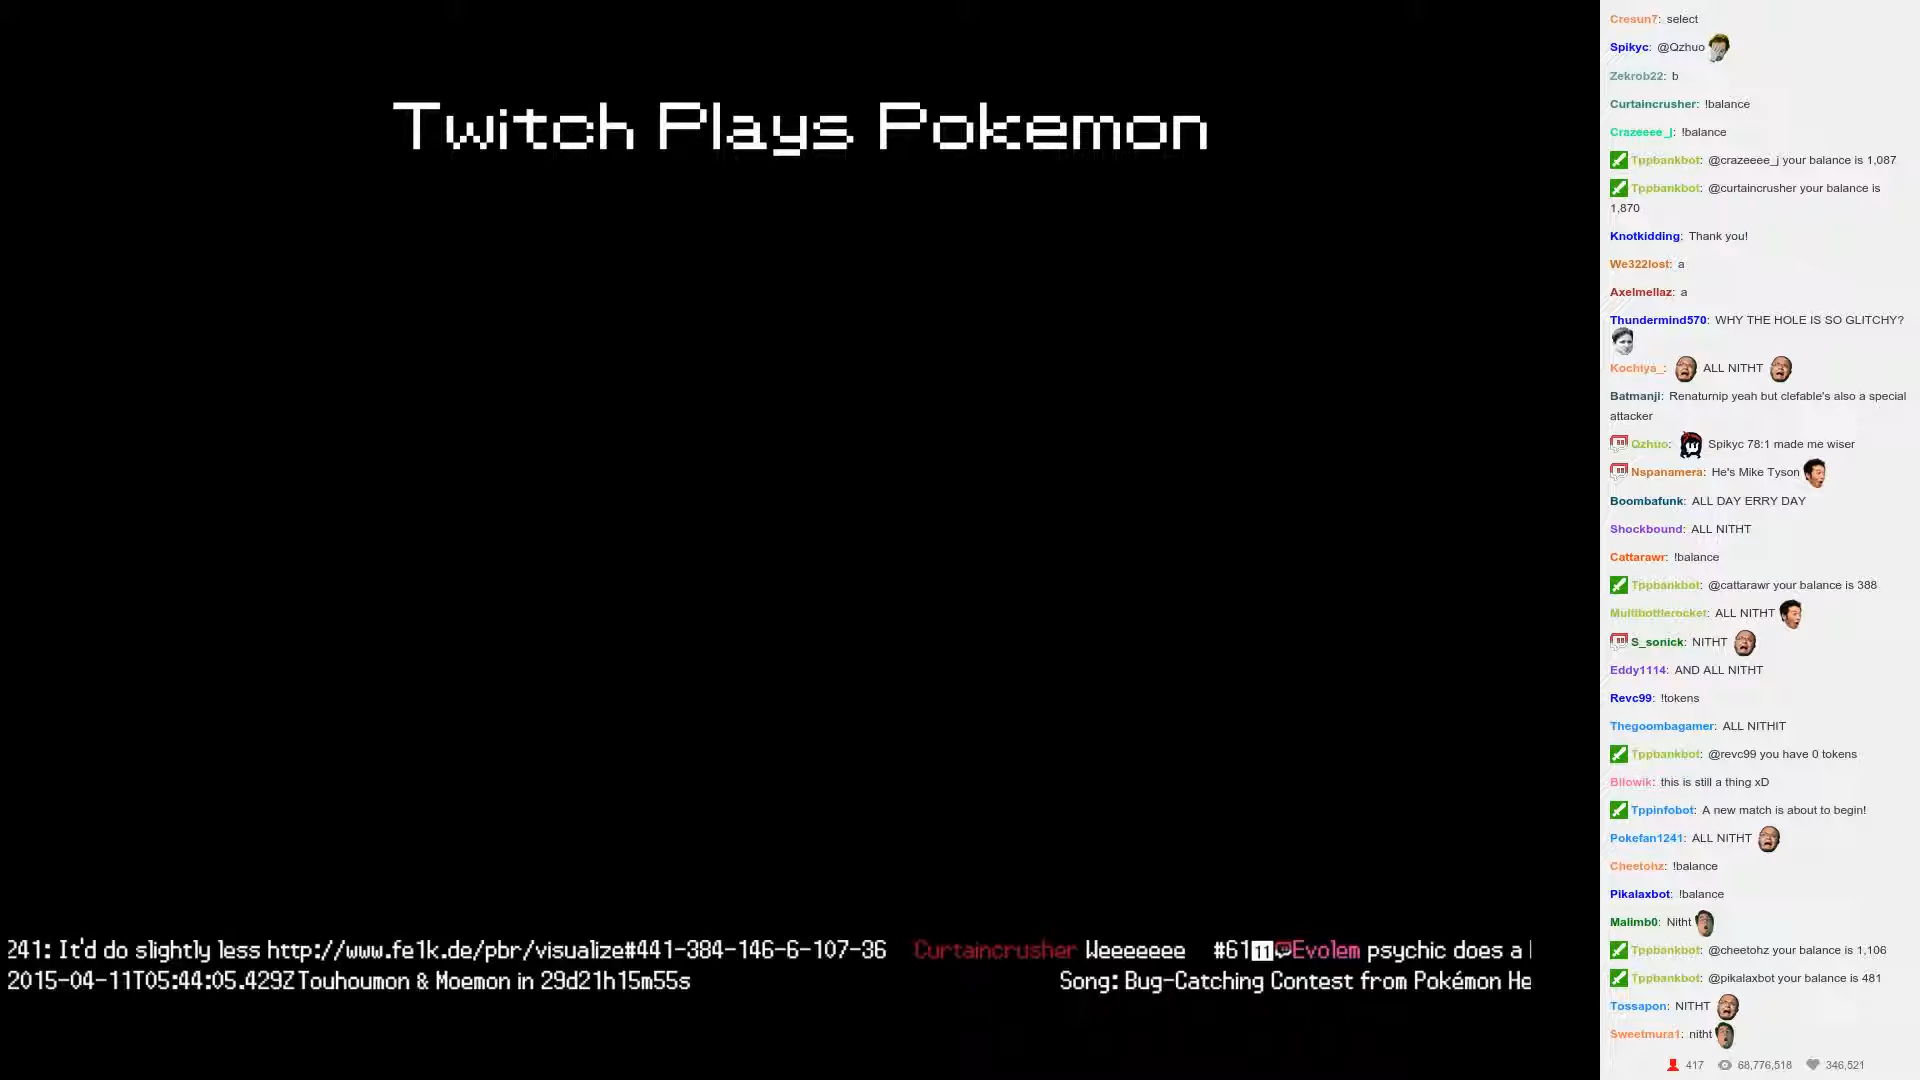 Twitch Plays Pokemon
241: It'd do slightly less http://www.fe1k.de/pbr/visualize#441-384-146-6-107-36 Curtaincrusher Weeeeeee #61 11 Evolem psychic does a
2015-04-11T05:44:05.429Z Touhoumon & Moemon in 29d21h15m55s Song: Bug-Catching Contest from Pokémon He
Cresun7: select
Spikyc: @Qzhuo
Zekrob22: b
Curtaincrusher: !balance
Crazeeee_j: !balance
Tppbankbot: @crazeeee_j your balance is 1,087
Tppbankbot: @curtaincrusher your balance is
1,870
Knotkidding: Thank you!
We322lost: a
Axelmellaz: a
Thundermind570: WHY THE HOLE IS SO GLITCHY?
Kochiya_: ALL NITHT
Batmanji: Renaturnip yeah but clefable's also a special
attacker
Qzhuo: Spikyc 78:1 made me wiser
Nspanamera: He's Mike Tyson
Boombafunk: ALL DAY ERRY DAY
Shockbound: ALL NITHT
Cattarawr: !balance
Tppbankbot: @cattarawr your balance is 388
Multibottlerocket: ALL NITHT
S_sonick: NITHT
Eddy1114: AND ALL NITHT
Revc99: !tokens
Thegoombagamer: ALL NITHIT
Tppbankbot: @revc99 you have 0 tokens
Bllowik: this is still a thing xD
Tppinfobot: A new match is about to begin!
Pokefan1241: ALL NITHT
Cheetohz: !balance
Pikalaxbot: !balance
Malimb0: Nitht
Tppbankbot: @cheetohz your balance is 1,106
Tppbankbot: @pikalaxbot your balance is 481
Tossapon: NITHT
Sweetmura1: nitht
417 68,776,518 346,521